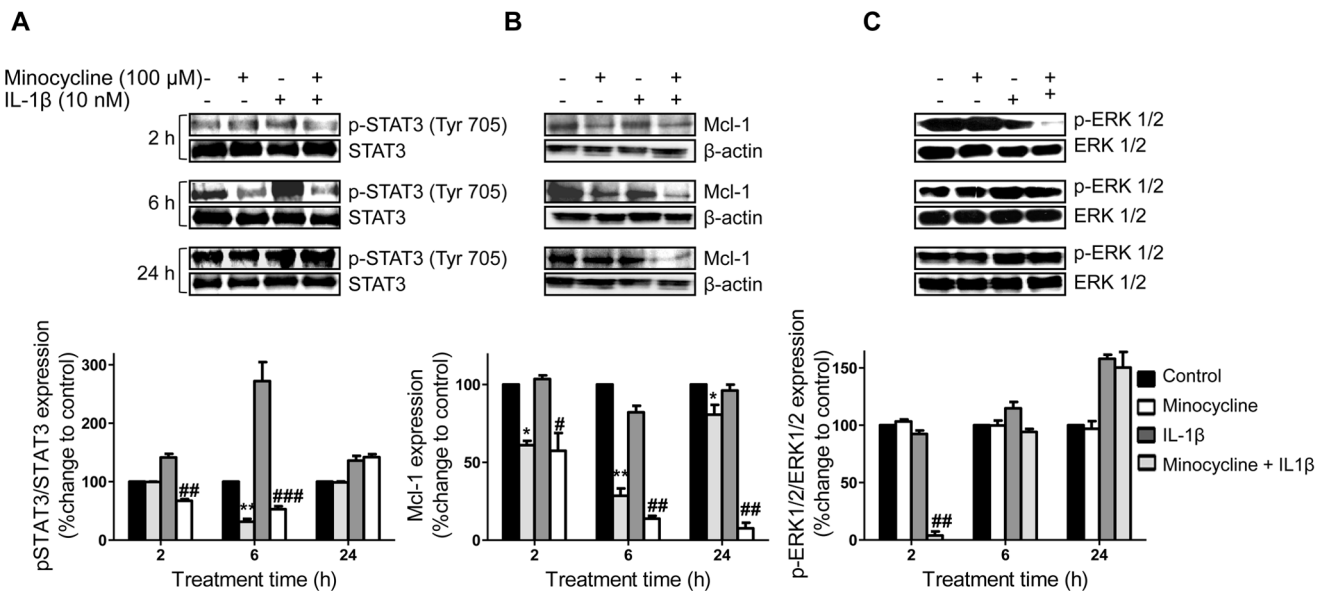 A
B
C
Minocycline (100 µM) - + - +
IL-1β (10 nM) - - + +
- + - +
- - + +
- + - +
- - + +
2 h
p-STAT3 (Tyr 705)
STAT3
Mcl-1
β-actin
p-ERK 1/2
ERK 1/2
6 h
p-STAT3 (Tyr 705)
STAT3
Mcl-1
β-actin
p-ERK 1/2
ERK 1/2
24 h
p-STAT3 (Tyr 705)
STAT3
Mcl-1
β-actin
p-ERK 1/2
ERK 1/2
pSTAT3/STAT3 expression
(%change to control)
300
200
100
0
##
**
###
2 6 24
Treatment time (h)
Mcl-1 expression
(%change to control)
100
50
0
*
#
**
##
*
##
2 6 24
Treatment time (h)
p-ERK1/2/ERK1/2 expression
(%change to control)
150
100
50
0
##
2 6 24
Treatment time (h)
Control
Minocycline
IL-1β
Minocycline + IL1β